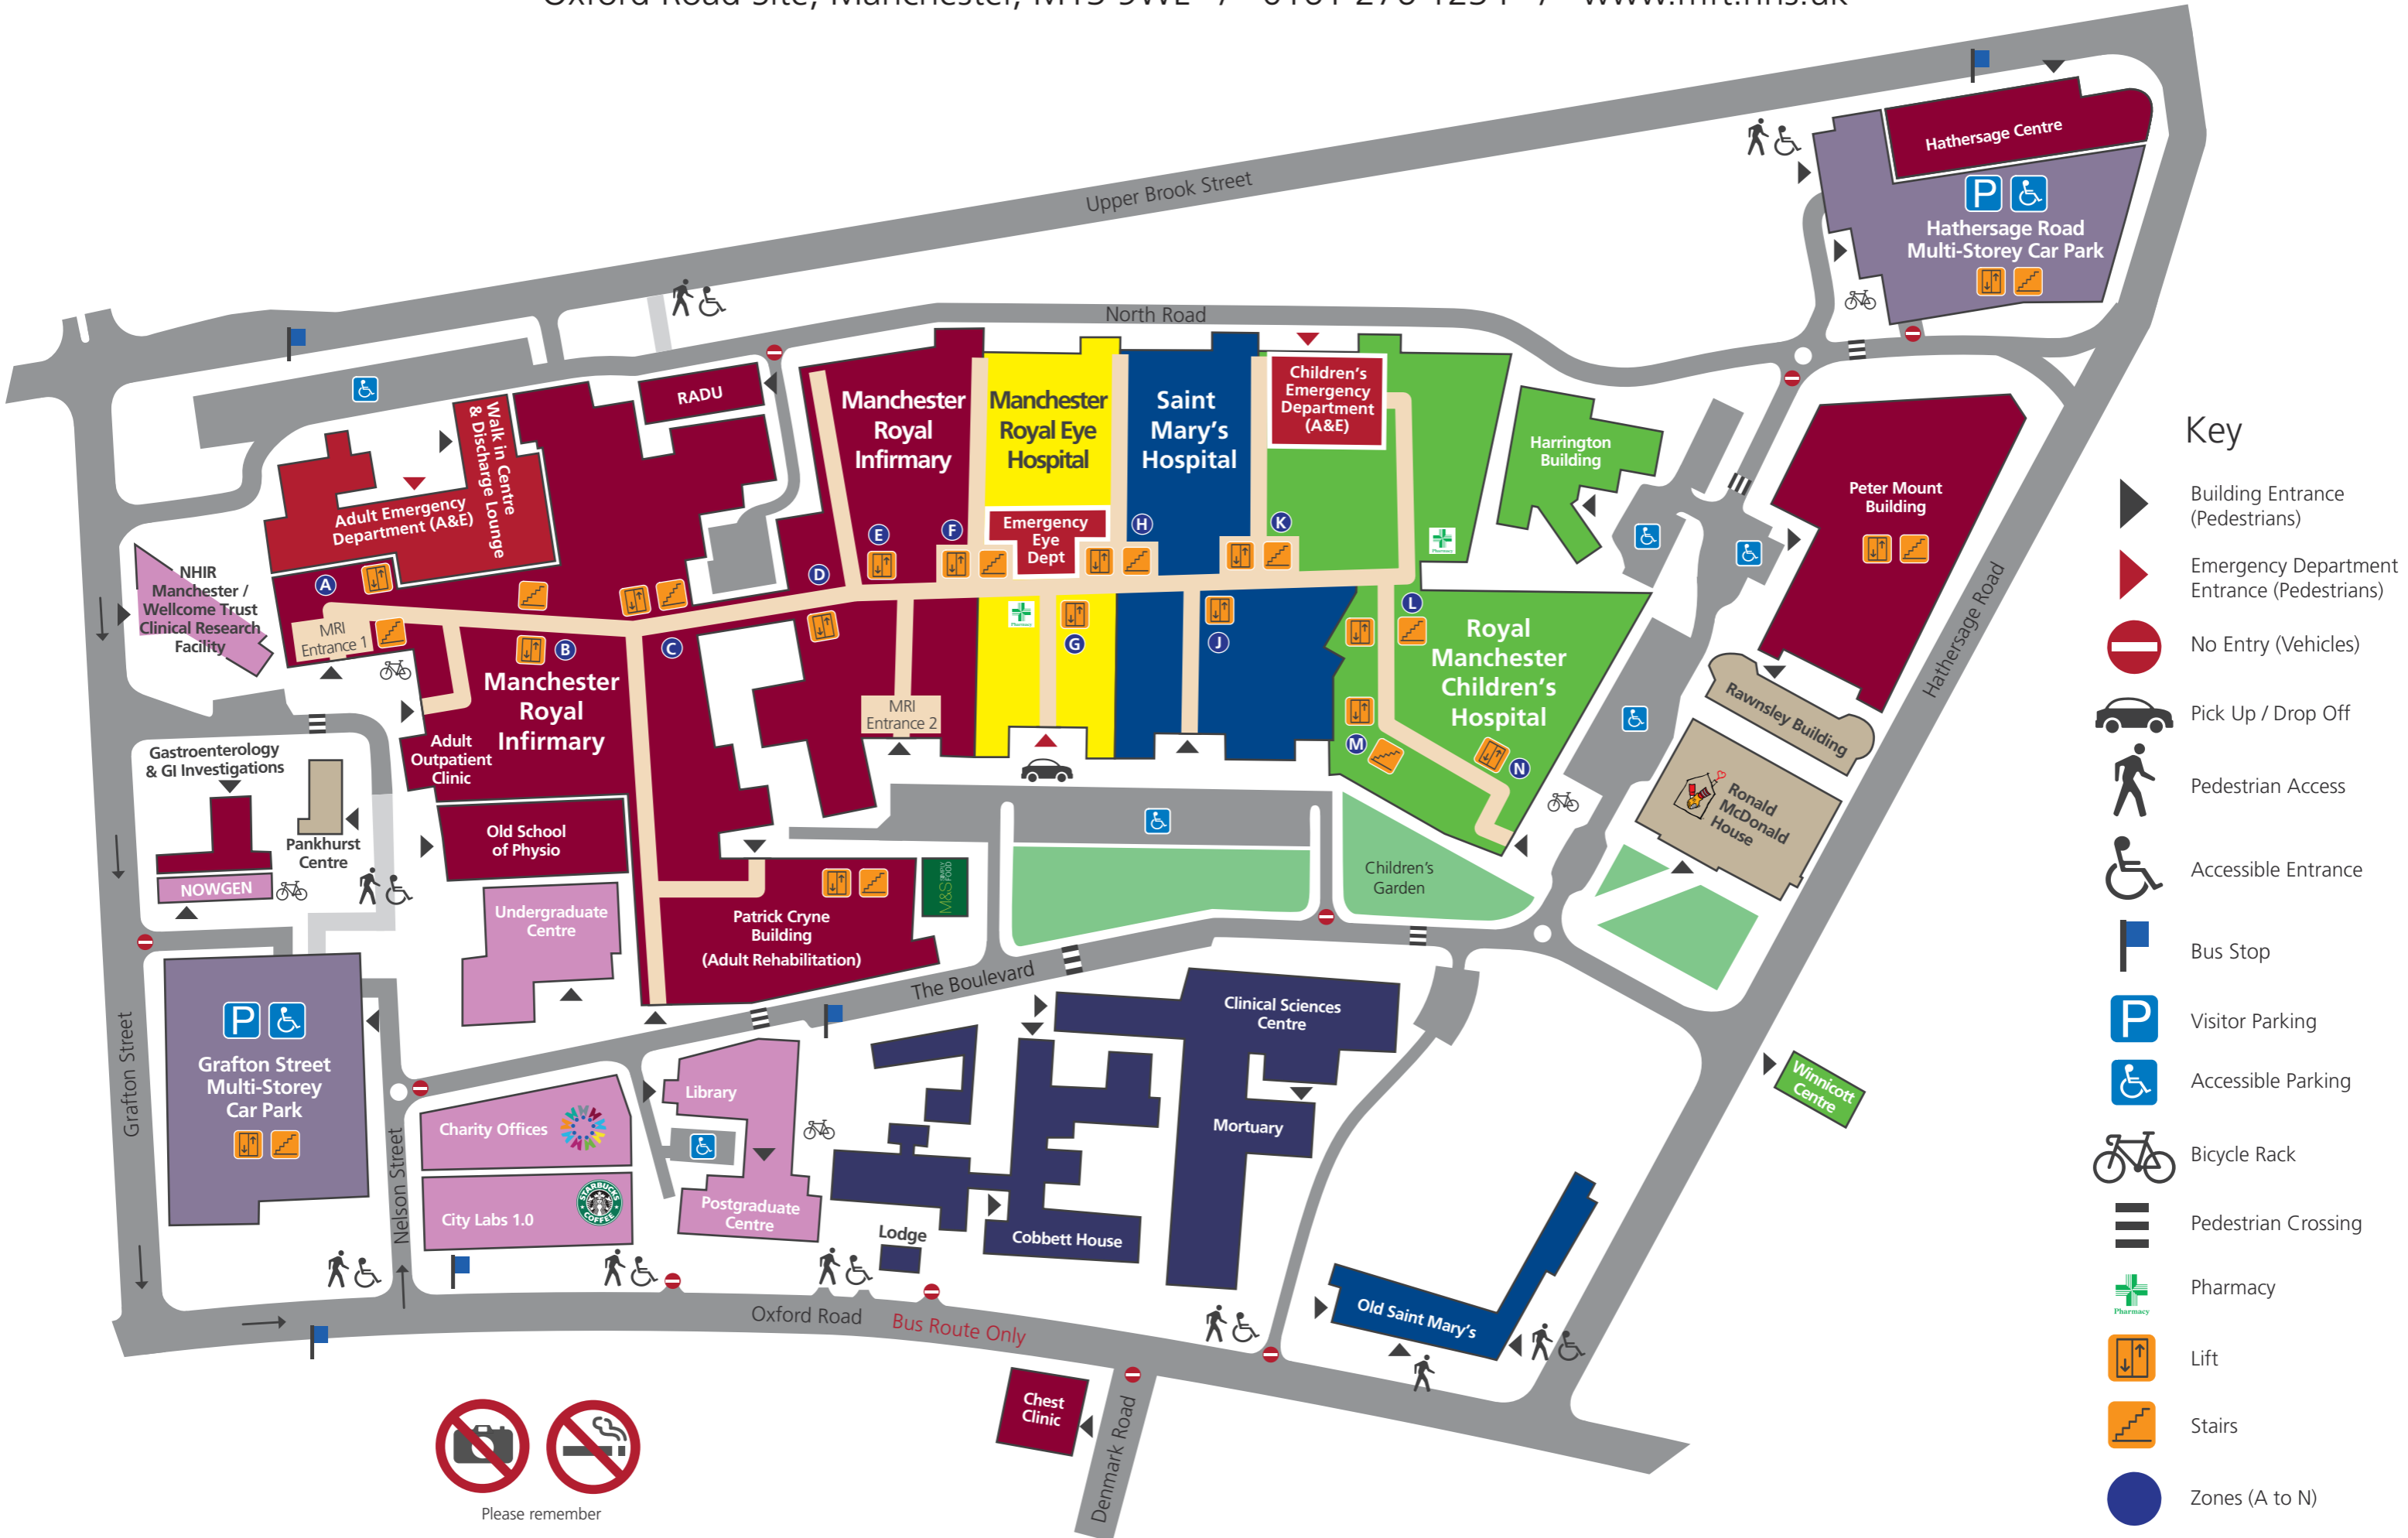 Upper Brook Street
Hathersage Centre
P
Hathersage Road
Multi-Storey Car Park
North Road
RADU
Walk in Centre
& Discharge Lounge
Adult Emergency
Department (A&E)
Manchester
Royal
Infirmary
Manchester
Royal Eye
Hospital
Saint
Mary's
Hospital
Children's
Emergency
Department
(A&E)
Harrington
Building
Peter Mount
Building
Hathersage Road
Emergency
Eye
Dept
Pharmacy
A
B
C
D
E
F
G
H
J
K
L
M
N
NHIR
Manchester /
Wellcome Trust
Clinical Research
Facility
MRI
Entrance 1
Manchester
Royal
Infirmary
Adult
Outpatient
Clinic
Pharmacy
MRI
Entrance 2
Royal
Manchester
Children's
Hospital
Rawnsley Building
Ronald
McDonald
House
Gastroenterology
& GI Investigations
Pankhurst
Centre
NOWGEN
Old School
of Physio
Undergraduate
Centre
Patrick Cryne
Building
(Adult Rehabilitation)
M&S SIMPLY
FOOD
Children's
Garden
The Boulevard
Grafton Street
P
Grafton Street
Multi-Storey
Car Park
Nelson Street
Charity Offices
City Labs 1.0
STARBUCKS
COFFEE
Library
Postgraduate
Centre
Lodge
Cobbett House
Clinical Sciences
Centre
Mortuary
Winnicott
Centre
Old Saint Mary's
Oxford Road
Bus Route Only
Chest
Clinic
Denmark Road
Please remember
Key
Building Entrance
(Pedestrians)
Emergency Department
Entrance (Pedestrians)
No Entry (Vehicles)
Pick Up / Drop Off
Pedestrian Access
Accessible Entrance
Bus Stop
P
Visitor Parking
Accessible Parking
Bicycle Rack
Pedestrian Crossing
Pharmacy
Pharmacy
Lift
Stairs
Zones (A to N)